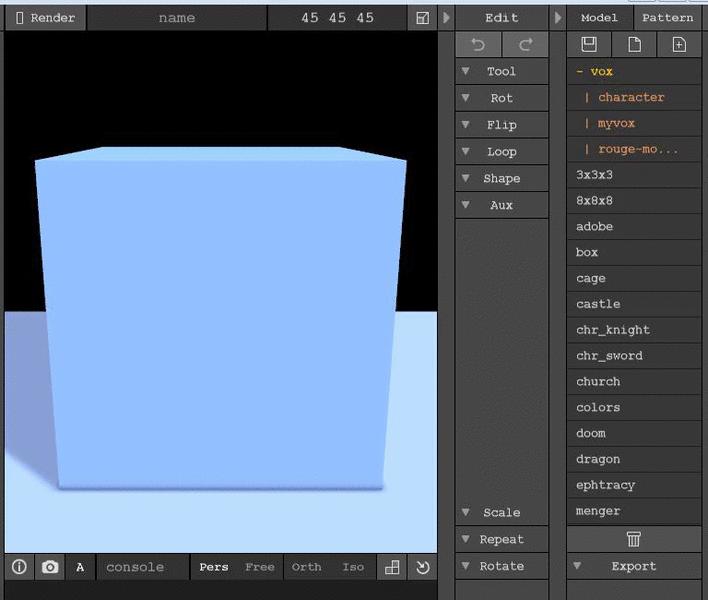 Render name 45 45 45 Edit Model Pattern
Tool
Rot
Flip
Loop
Shape
Aux
Scale
Repeat
Rotate
- vox
| character
| myvox
| rouge-mo...
3x3x3
8x8x8
adobe
box
cage
castle
chr_knight
chr_sword
church
colors
doom
dragon
ephtracy
menger
Export
A console Pers Free Orth Iso